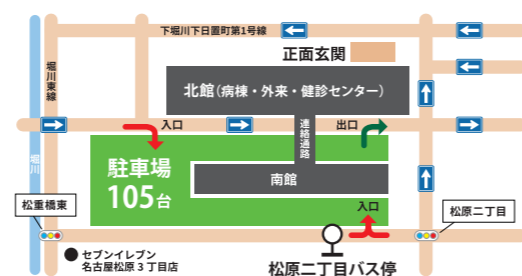 下堀川下日置町第1号線
正面玄関
堀川東線
北館(病棟・外来・健診センター)
入口
出口
連絡通路
堀川
駐車場
105台
南館
入口
松重橋東
松原二丁目
セブンイレブン
名古屋松原3丁目店
松原二丁目バス停